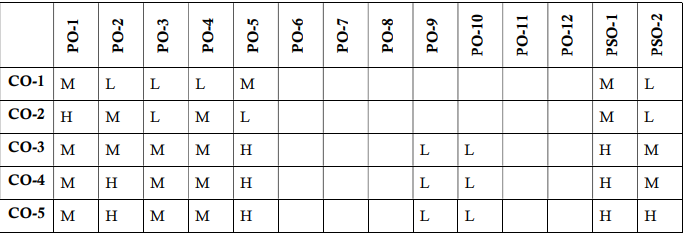 PO-1 PO-2 PO-3 PO-4 PO-5 PO-6 PO-7 PO-8 PO-9 PO-10 PO-11 PO-12 PSO-1 PSO-2
CO-1 M L L L M M L
CO-2 H M L M L M L
CO-3 M M M M H L L H M
CO-4 M H M M H L L H M
CO-5 M H M M H L L H H